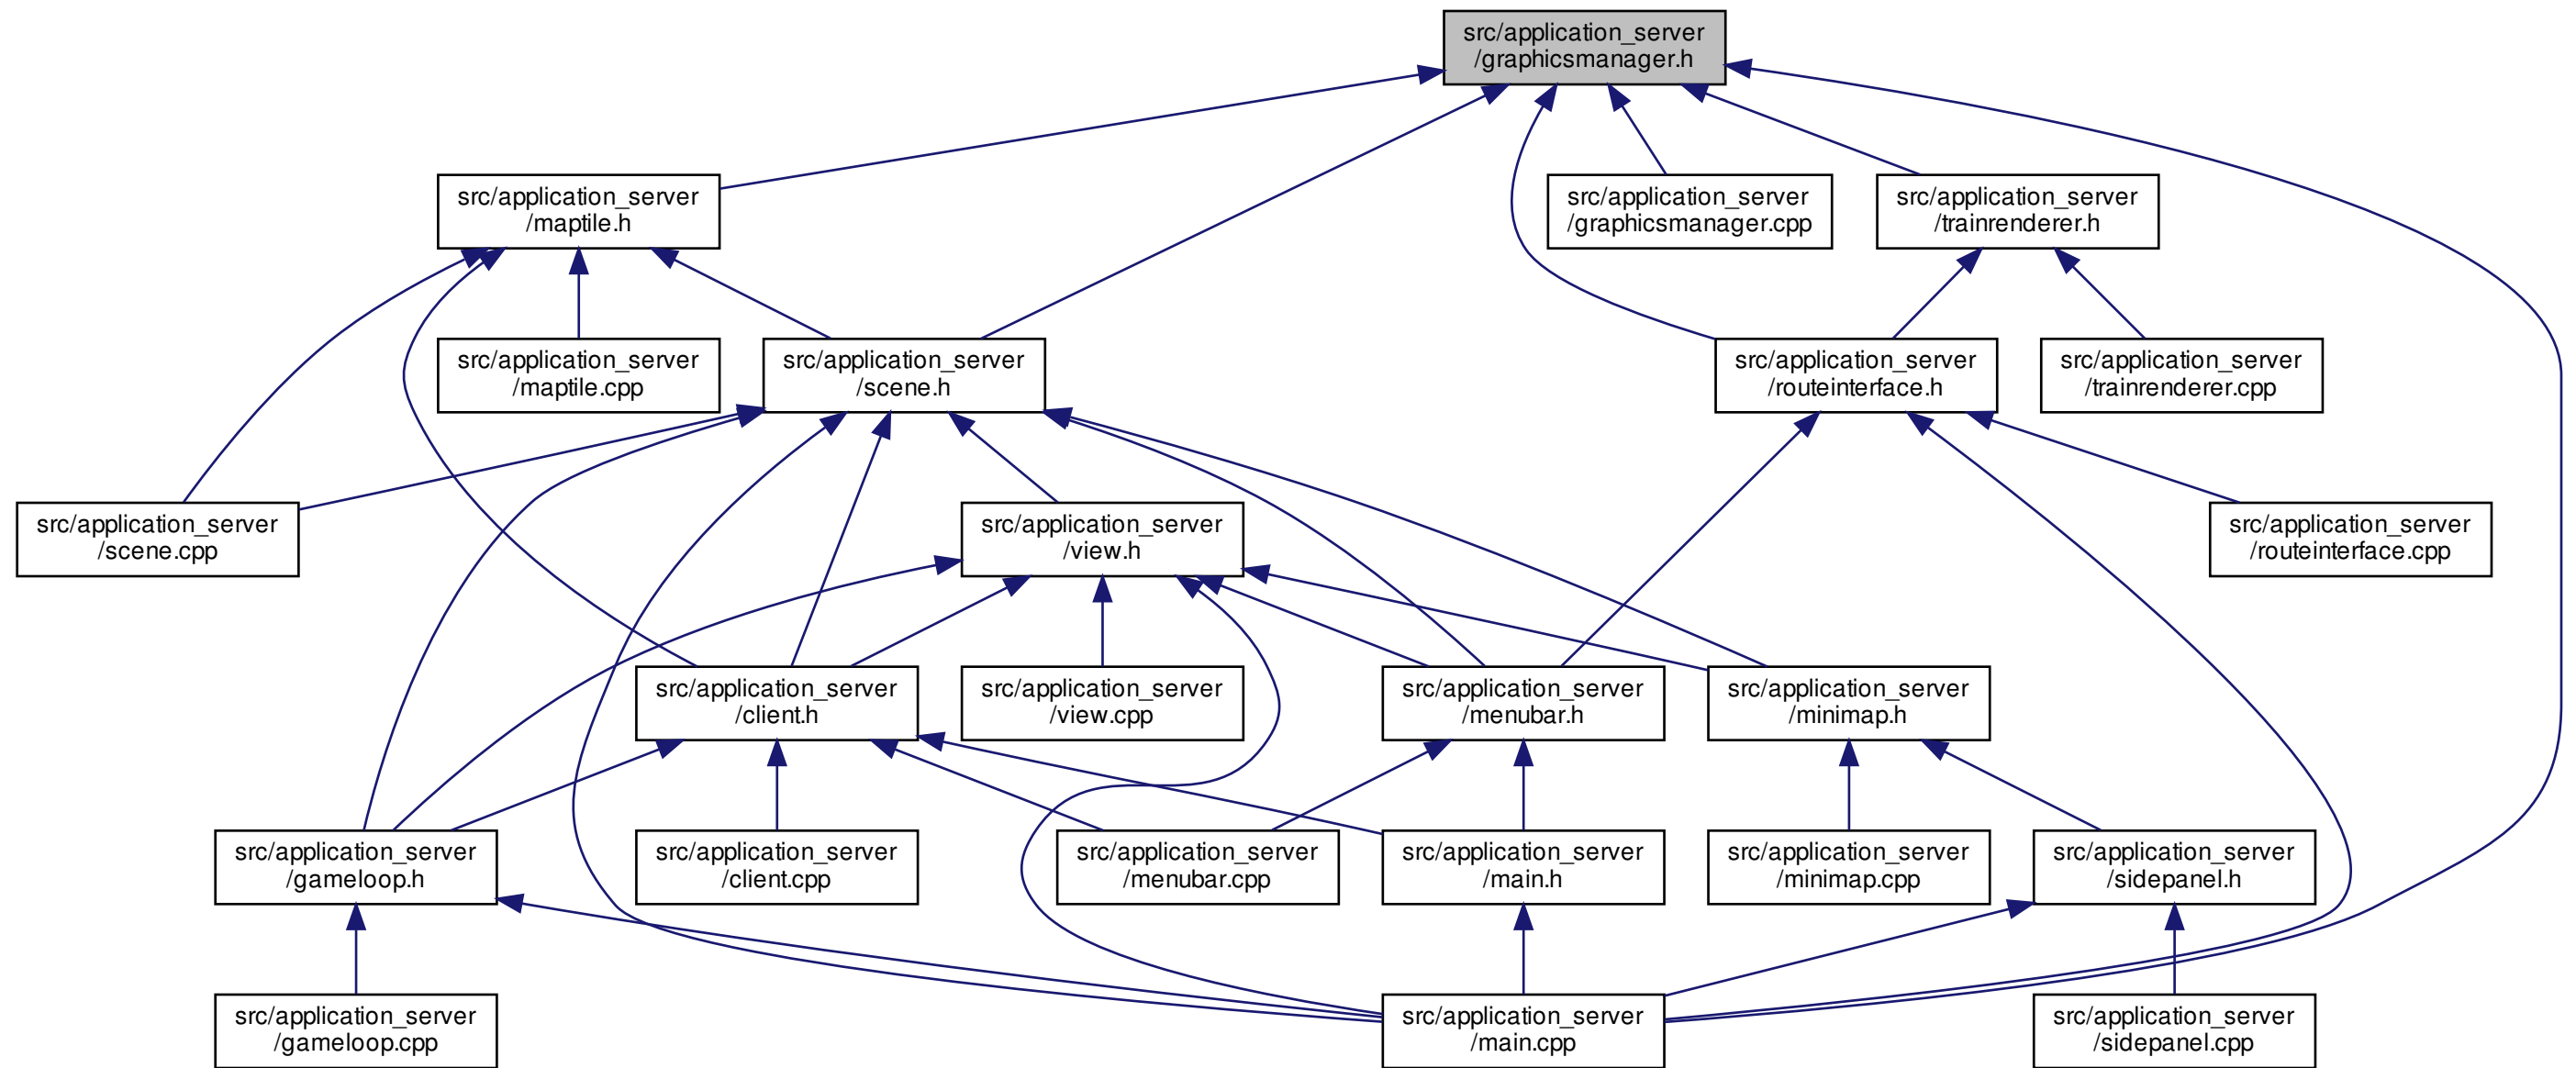 src/application_server
/graphicsmanager.h
src/application_server
/maptile.h
src/application_server
/graphicsmanager.cpp
src/application_server
/trainrenderer.h
src/application_server
/maptile.cpp
src/application_server
/scene.h
src/application_server
/routeinterface.h
src/application_server
/trainrenderer.cpp
src/application_server
/scene.cpp
src/application_server
/view.h
src/application_server
/routeinterface.cpp
src/application_server
/client.h
src/application_server
/view.cpp
src/application_server
/menubar.h
src/application_server
/minimap.h
src/application_server
/gameloop.h
src/application_server
/client.cpp
src/application_server
/menubar.cpp
src/application_server
/main.h
src/application_server
/minimap.cpp
src/application_server
/sidepanel.h
src/application_server
/gameloop.cpp
src/application_server
/main.cpp
src/application_server
/sidepanel.cpp